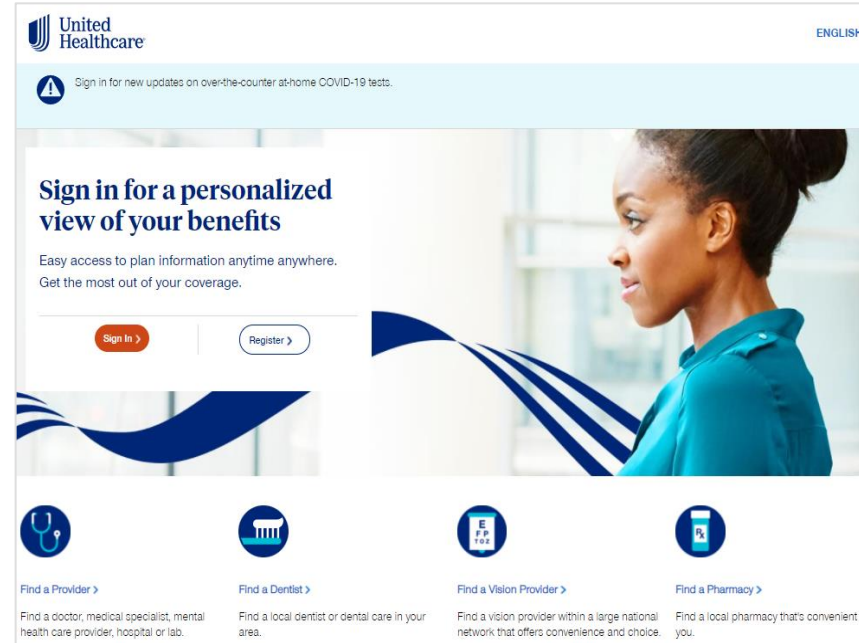 United
Healthcare
ENGLISH
Sign in for new updates on over-the-counter at-home COVID-19 tests.
Sign in for a personalized
view of your benefits
Easy access to plan information anytime anywhere.
Get the most out of your coverage.
Sign In >
Register >
E
F P
T O Z
Rx
Find a Provider >
Find a Dentist >
Find a Vision Provider >
Find a Pharmacy >
Find a doctor, medical specialist, mental
health care provider, hospital or lab.
Find a local dentist or dental care in your
area.
Find a vision provider within a large national
network that offers convenience and choice.
Find a local pharmacy that's convenient
you.